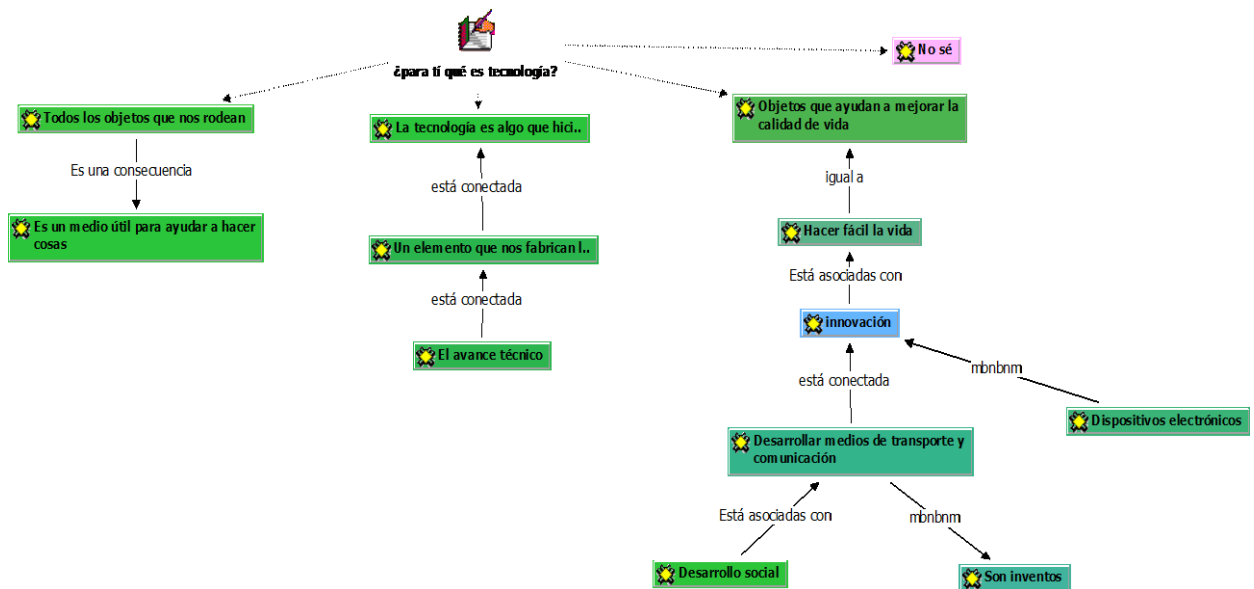 No sé
¿para tí qué es tecnología?
Todos los objetos que nos rodean
La tecnología es algo que hici..
Objetos que ayudan a mejorar la
calidad de vida
Es una consecuencia
está conectada
igual a
Es un medio útil para ayudar a hacer
cosas
Un elemento que nos fabrican l..
Hacer fácil la vida
está conectada
Está asociadas con
El avance técnico
innovación
está conectada
mbnbnm
Dispositivos electrónicos
Desarrollar medios de transporte y
comunicación
Está asociadas con
mbnbnm
Desarrollo social
Son inventos